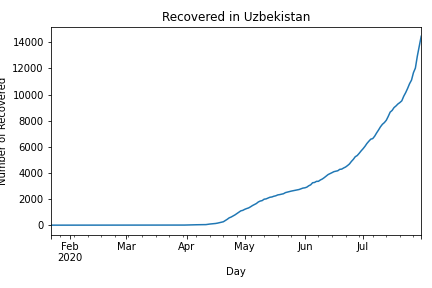 Recovered in Uzbekistan
Number of Recovered
14000
12000
10000
8000
6000
4000
2000
0
Feb
2020
Mar
Apr
May
Jun
Jul
Day